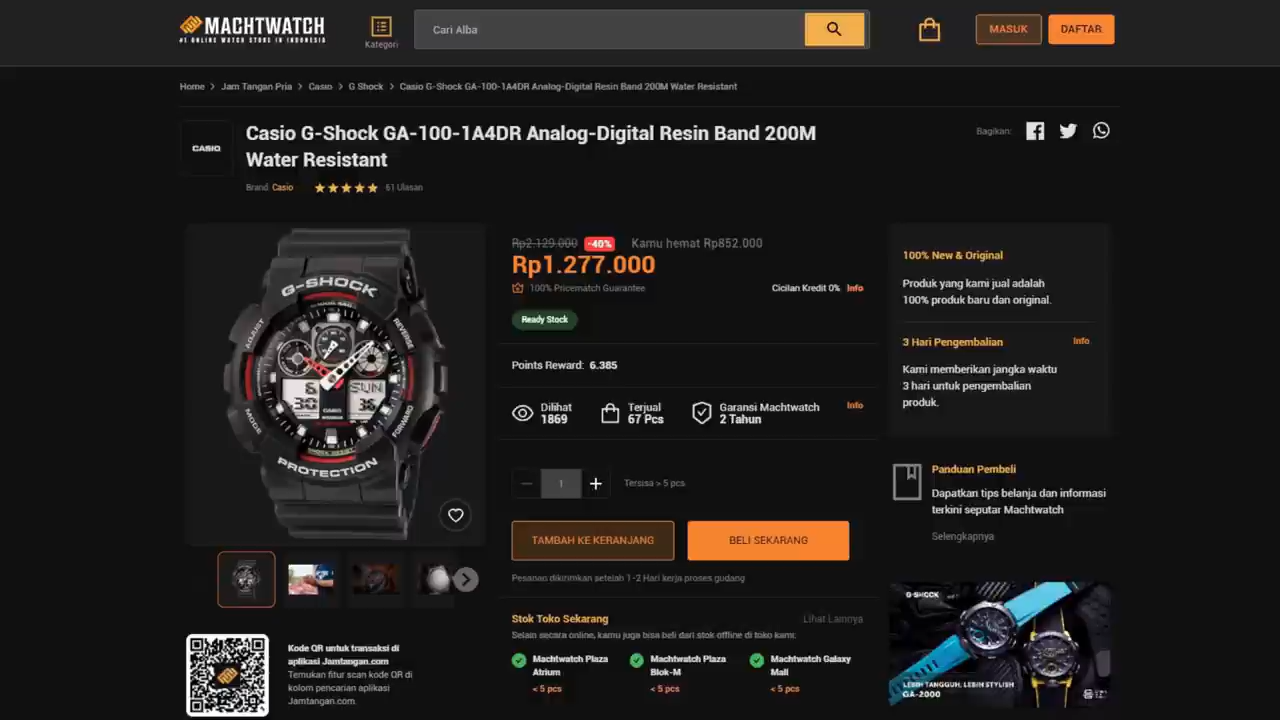 MACHTWATCH
#1 ONLINE WATCH STORE IN INDONESIA
Kategori
Cari Alba
MASUK
DAFTAR
Home > Jam Tangan Pria > Casio > G Shock > Casio G-Shock GA-100-1A4DR Analog-Digital Resin Band 200M Water Resistant
CASIO
Casio G-Shock GA-100-1A4DR Analog-Digital Resin Band 200M
Water Resistant
Brand Casio
61 Ulasan
Bagikan:
G-SHOCK
ADJUST
REVERSE
MODE
FORWARD
SUN
CASIO
PROTECTION
Rp2.129.000 -40% Kamu hemat Rp852.000
Rp1.277.000
100% Pricematch Guarantee
Cicilan Kredit 0% Info
Ready Stock
Points Reward: 6.385
Dilihat
1869
Terjual
67 Pcs
Garansi Machtwatch
2 Tahun
Info
1
Tersisa > 5 pcs
TAMBAH KE KERANJANG
BELI SEKARANG
Pesanan dikirimkan setelah 1-2 Hari kerja proses gudang
Stok Toko Sekarang
Lihat Lainnya
Selain secara online, kamu juga bisa beli dari stok offline di toko kami:
Machtwatch Plaza
Atrium
< 5 pcs
Machtwatch Plaza
Blok-M
< 5 pcs
Machtwatch Galaxy
Mall
< 5 pcs
100% New & Original
Produk yang kami jual adalah
100% produk baru dan original.
3 Hari Pengembalian
Info
Kami memberikan jangka waktu
3 hari untuk pengembalian
produk.
Panduan Pembeli
Dapatkan tips belanja dan informasi
terkini seputar Machtwatch
Selengkapnya
G-SHOCK
LEBIH TANGGUH, LEBIH STYLISH
GA-2000
Kode QR untuk transaksi di
aplikasi Jamtangan.com
Temukan fitur scan kode QR di
kolom pencarian aplikasi
Jamtangan.com.